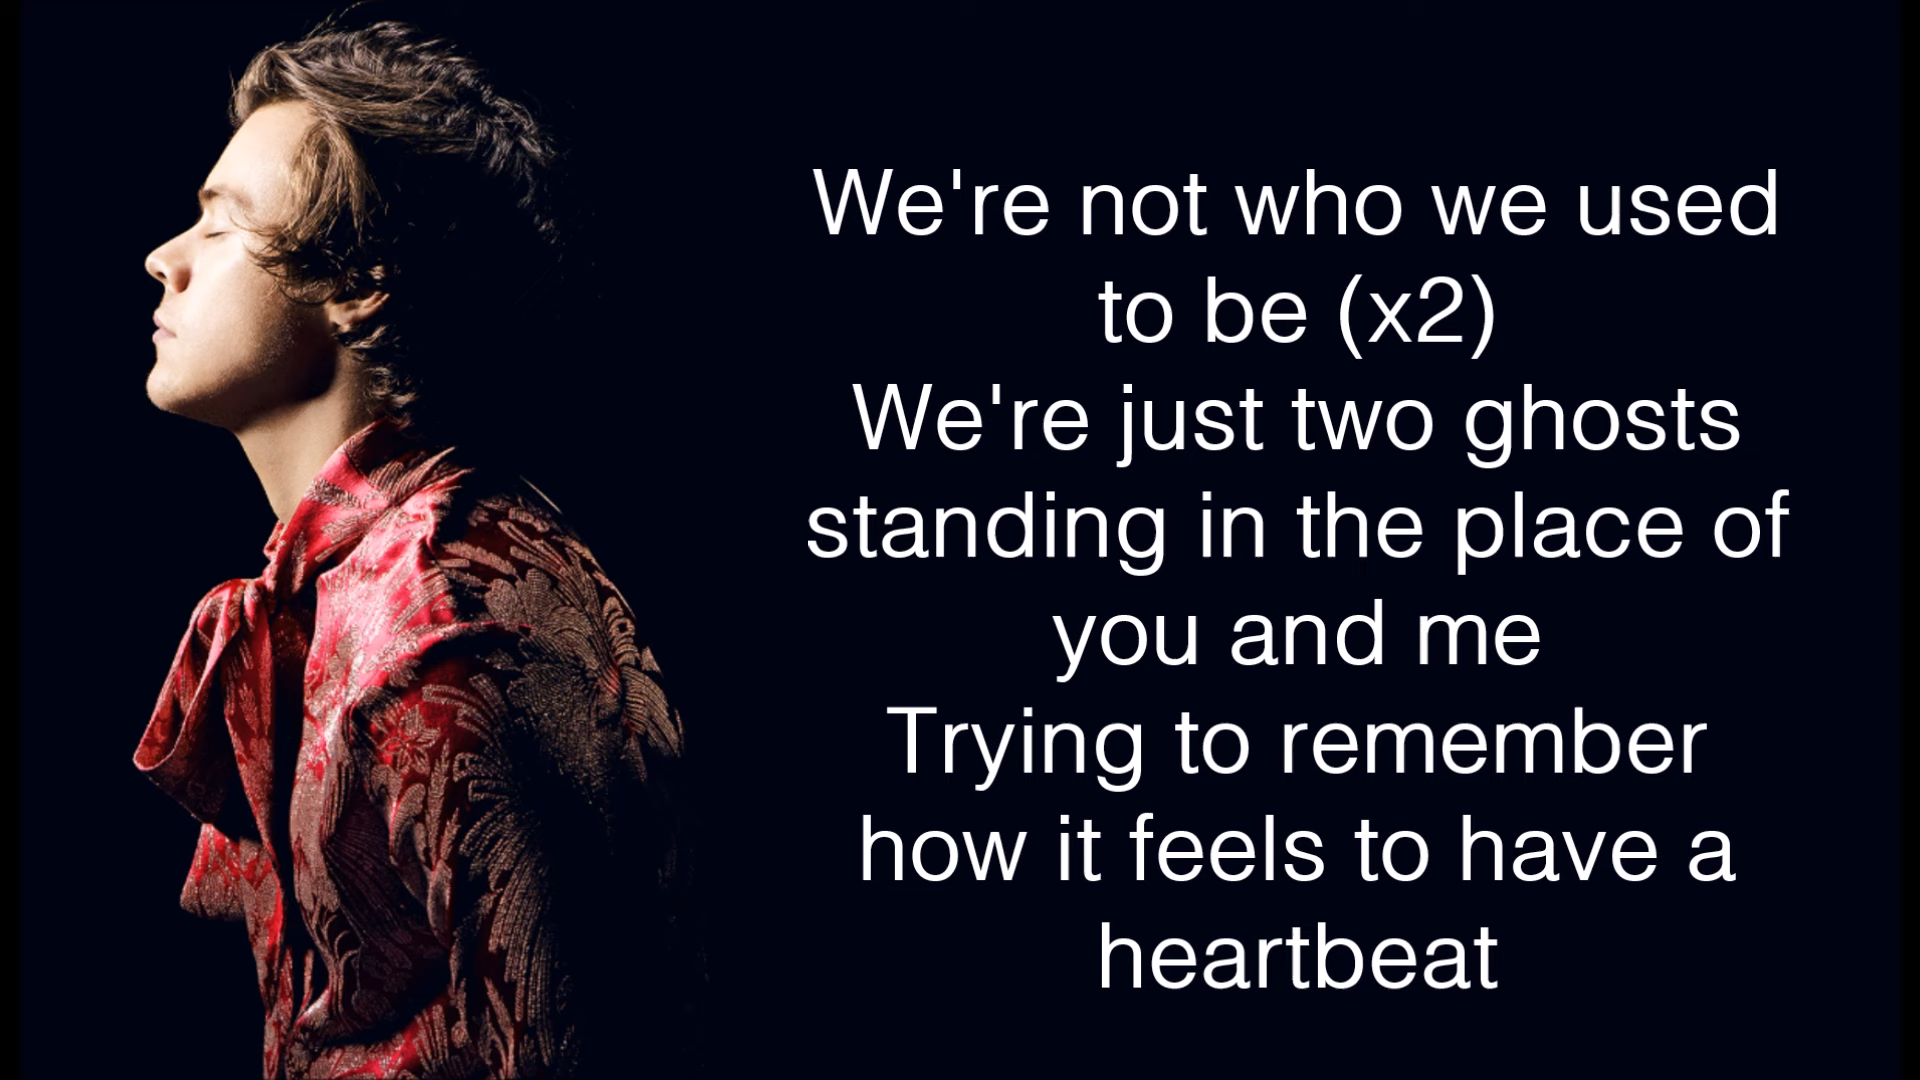 We're not who we used
to be (x2)
We're just two ghosts
standing in the place of
you and me
Trying to remember
how it feels to have a
heartbeat